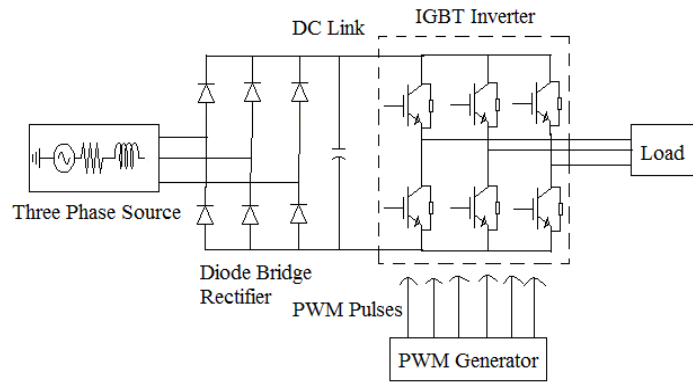 IGBT Inverter
DC Link
Load
Three Phase Source
Diode Bridge
Rectifier
PWM Pulses
PWM Generator